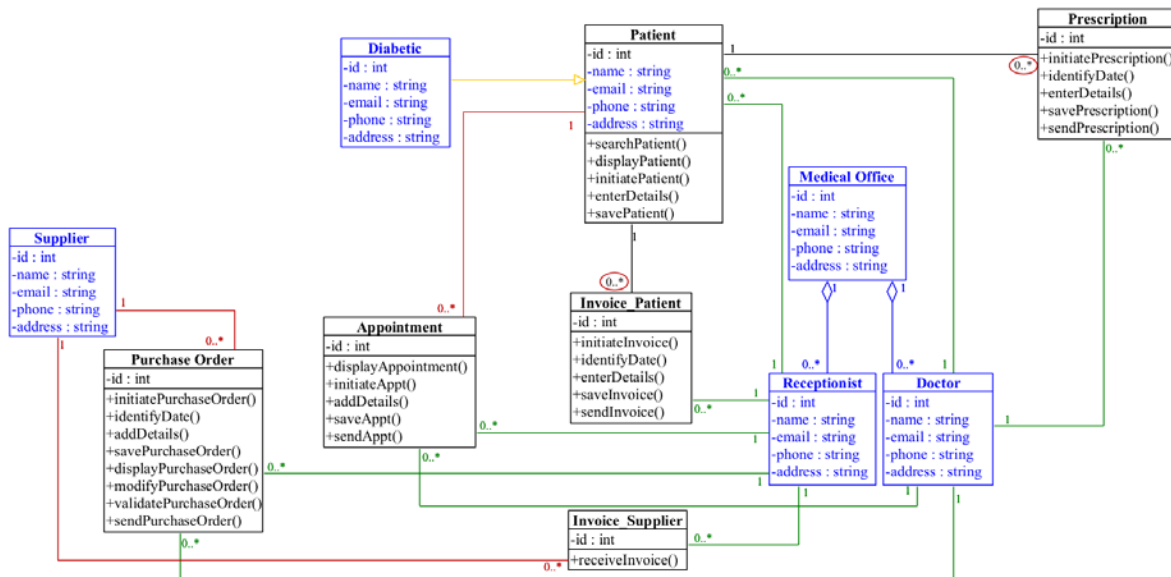 Patient
-id : int
-name : string
-email : string
-phone : string
-address : string
+searchPatient()
+displayPatient()
+initiatePatient()
+enterDetails()
+savePatient()
Prescription
-id : int
+initiatePrescription()
+identifyDate()
+enterDetails()
+savePrescription()
+sendPrescription()
Diabetic
-id : int
-name : string
-email : string
-phone : string
-address : string
1
0..*
0..*
0..*
1
0..*
Medical Office
-id : int
-name : string
-email : string
-phone : string
-address : string
Supplier
-id : int
-name : string
-email : string
-phone : string
-address : string
1
0..*
1
1
1
0..*
1
0..*
Invoice_Patient
-id : int
+initiateInvoice()
+identifyDate()
+enterDetails()
+saveInvoice()
+sendInvoice()
Appointment
-id : int
+displayAppointment()
+initiateAppt()
+addDetails()
+saveAppt()
+sendAppt()
Purchase Order
-id : int
+initiatePurchaseOrder()
+identifyDate()
+addDetails()
+savePurchaseOrder()
+displayPurchaseOrder()
+modifyPurchaseOrder()
+validatePurchaseOrder()
+sendPurchaseOrder()
1
0..*
0..*
1
Receptionist
-id : int
-name : string
-email : string
-phone : string
-address : string
Doctor
-id : int
-name : string
-email : string
-phone : string
-address : string
1
0..*
1
0..*
1
0..*
0..*
1
1
1
1
Invoice_Supplier
-id : int
+receiveInvoice()
0..*
0..*
0..*